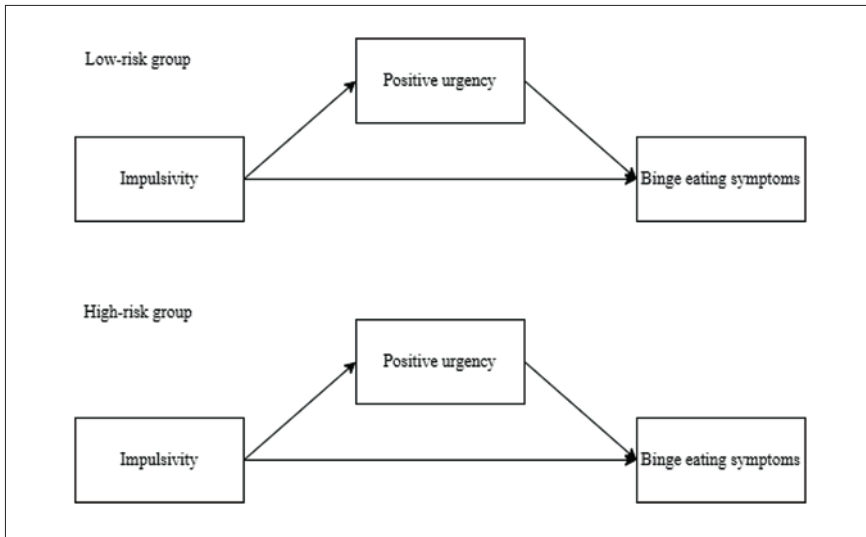 Low-risk group
Positive urgency
Impulsivity
Binge eating symptoms
High-risk group
Positive urgency
Impulsivity
Binge eating symptoms